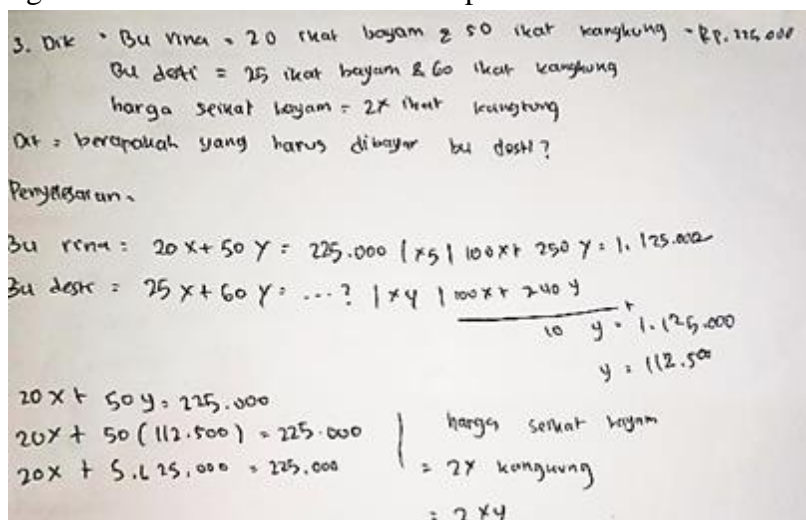 3. Dik · Bu rina = 20 ikat bayam & 50 ikat kangkung = Rp. 225.000
Bu desti = 25 ikat bayam & 60 ikat kangkung
harga seikat bayam = 2x ikat kangkung
Dit = berapakah yang harus dibayar bu desti?
Penyelesaian.
Bu rina : 20x + 50y = 225.000 | x5 | 100x + 250y = 1.125.000
Bu desti = 25x + 60y = ...? | x4 | 100x + 240y
+
10 y = 1.125.000
y = 112.500
20x + 50y = 225.000
20x + 50(112.500) = 225.000
20x + 5.625.000 = 225.000
harga seikat bayam
= 2x kangkung
= 2 xy